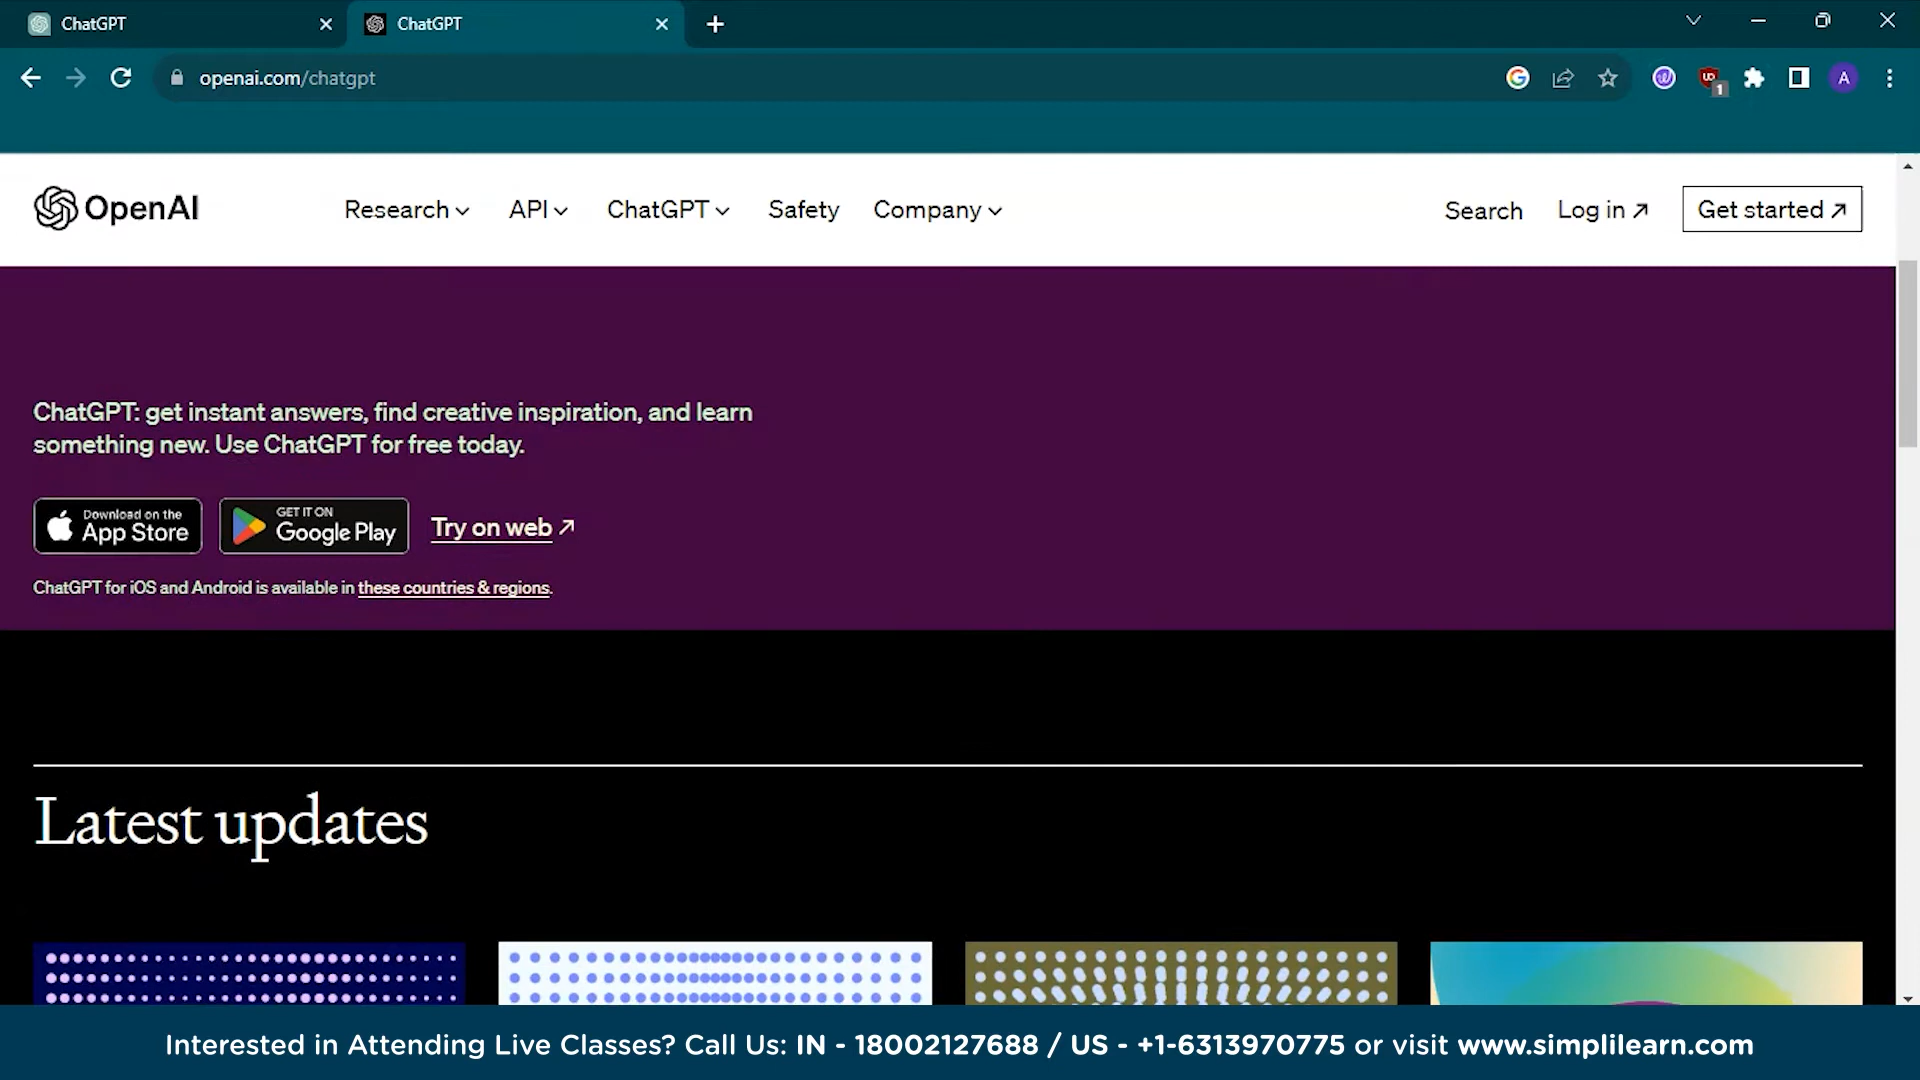 ChatGPT
ChatGPT
openai.com/chatgpt
UD
1
A
OpenAI
Research
API
ChatGPT
Safety
Company
Search
Log in
Get started
ChatGPT: get instant answers, find creative inspiration, and learn
something new. Use ChatGPT for free today.
Download on the
App Store
GET IT ON
Google Play
Try on web
ChatGPT for iOS and Android is available in these countries & regions.
Latest updates
Interested in Attending Live Classes? Call Us: IN - 18002127688 / US - +1-6313970775 or visit www.simplilearn.com